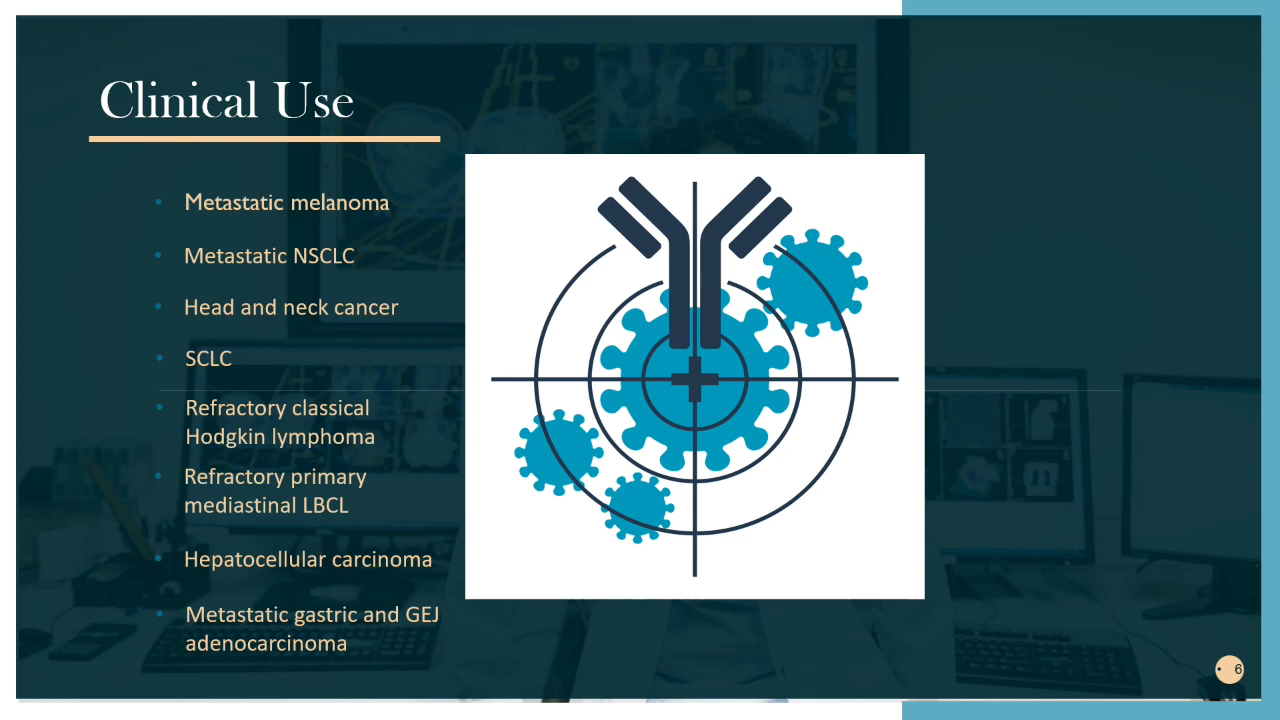 Clinical Use
• Metastatic melanoma
• Metastatic NSCLC
• Head and neck cancer
• SCLC
• Refractory classical
Hodgkin lymphoma
• Refractory primary
mediastinal LBCL
• Hepatocellular carcinoma
• Metastatic gastric and GEJ
adenocarcinoma
• 6